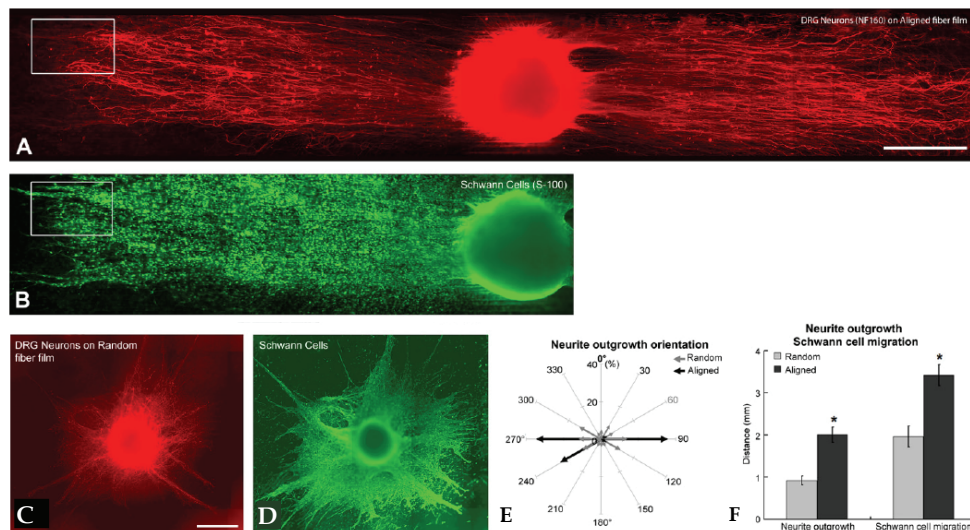 DRG Neurons (NF160) on Aligned fiber film
A
Schwann Cells (S-100)
B
DRG Neurons on Random
fiber film
C
Schwann Cells
D
Neurite outgrowth orientation
0°
40 (%)
20
0
Random
Aligned
330
30
300
60
270°
90
240
120
210
150
180°
E
Neurite outgrowth
Schwann cell migration
Random
Aligned
Distance (mm)
4
3
2
1
0
*
*
Neurite outgrowth
Schwann cell migration
F